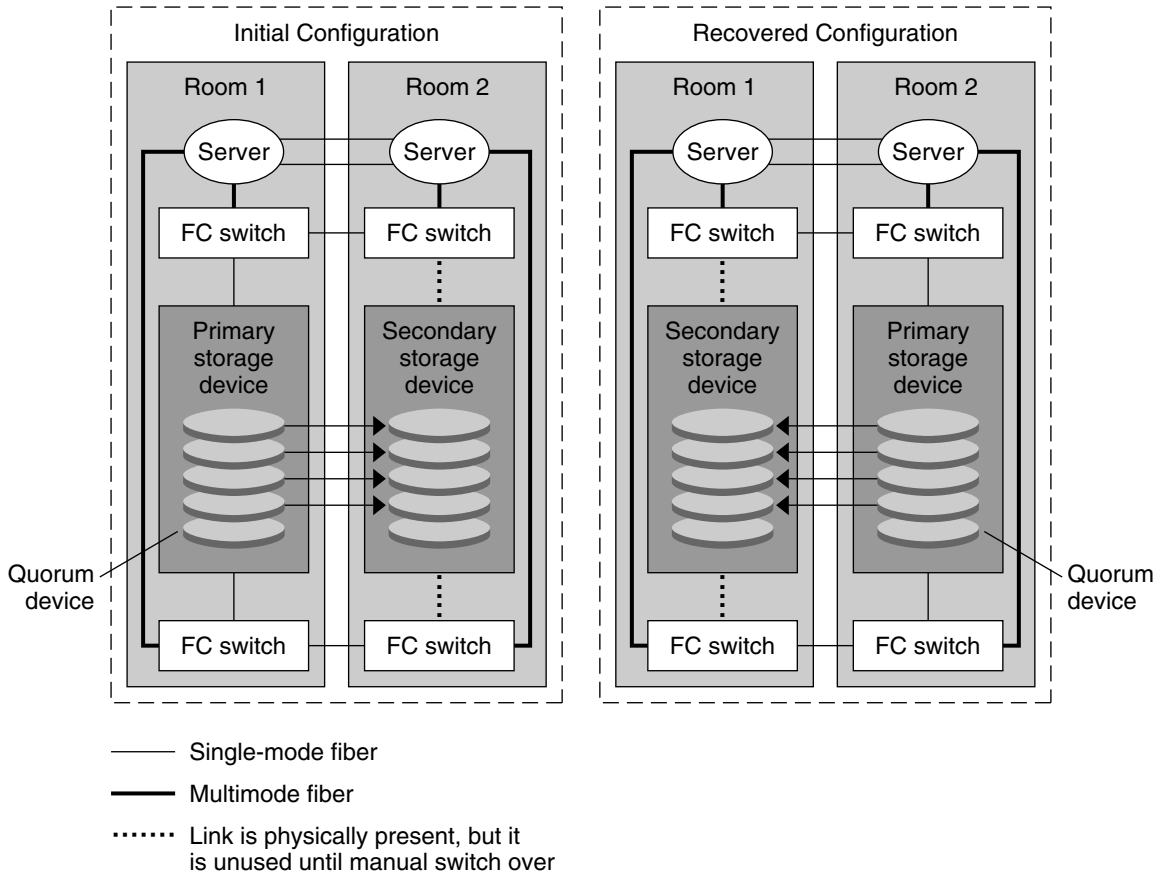 Initial Configuration
Room 1
Room 2
Server
Server
FC switch
FC switch
Primary
storage
device
Secondary
storage
device
Quorum
device
FC switch
FC switch
Recovered Configuration
Room 1
Room 2
Server
Server
FC switch
FC switch
Secondary
storage
device
Primary
storage
device
Quorum
device
FC switch
FC switch
Single-mode fiber
Multimode fiber
Link is physically present, but it
is unused until manual switch over